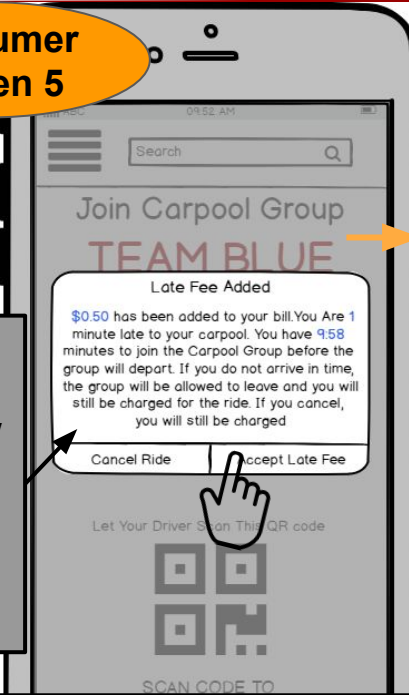 umer
en 5
ABC 09:52 AM
Search
Join Carpool Group
TEAM BLUE
Late Fee Added
$0.50 has been added to your bill.You Are 1
minute late to your carpool. You have 9:58
minutes to join the Carpool Group before the
group will depart. If you do not arrive in time,
the group will be allowed to leave and you will
still be charged for the ride. If you cancel,
you will still be charged
Cancel Ride
Accept Late Fee
Let Your Driver Scan This QR code
SCAN CODE TO